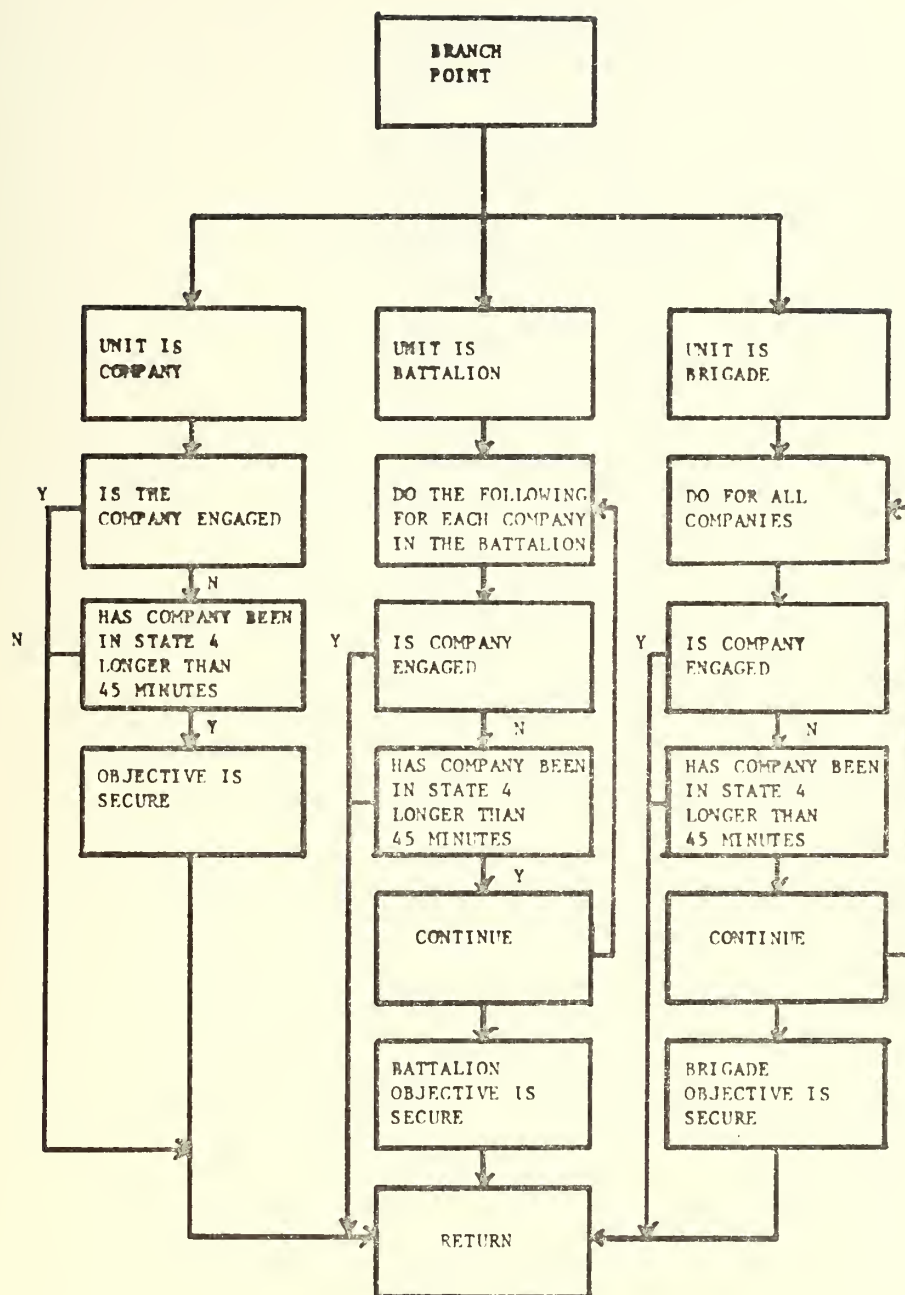 BRANCH
POINT
UNIT IS
COMPANY
UNIT IS
BATTALION
UNIT IS
BRIGADE
Y
IS THE
COMPANY ENGAGED
N
DO THE FOLLOWING
FOR EACH COMPANY
IN THE BATTALION
DO FOR ALL
COMPANIES
N
HAS COMPANY BEEN
IN STATE 4
LONGER THAN
45 MINUTES
Y
Y
IS COMPANY
ENGAGED
N
Y
IS COMPANY
ENGAGED
N
OBJECTIVE IS
SECURE
HAS COMPANY BEEN
IN STATE 4
LONGER THAN
45 MINUTES
Y
HAS COMPANY BEEN
IN STATE 4
LONGER THAN
45 MINUTES
CONTINUE
CONTINUE
BATTALION
OBJECTIVE IS
SECURE
BRIGADE
OBJECTIVE IS
SECURE
RETURN